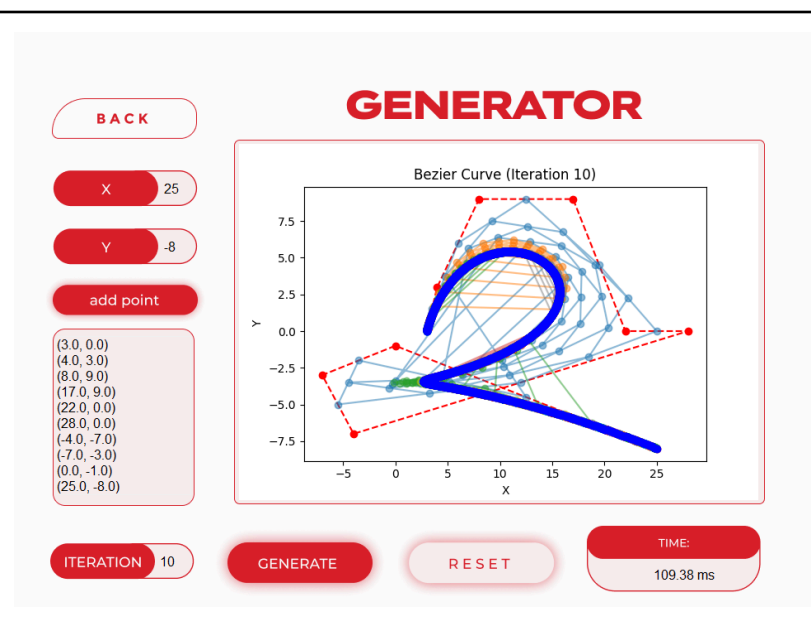 GENERATOR
BACK
X 25
Y -8
add point
(3.0, 0.0)
(4.0, 3.0)
(8.0, 9.0)
(17.0, 9.0)
(22.0, 0.0)
(28.0, 0.0)
(-4.0, -7.0)
(-7.0, -3.0)
(0.0, -1.0)
(25.0, -8.0)
Bezier Curve (Iteration 10)
7.5
5.0
2.5
0.0
−2.5
−5.0
−7.5
Y
−5 0 5 10 15 20 25
X
ITERATION 10
GENERATE
RESET
TIME:
109.38 ms